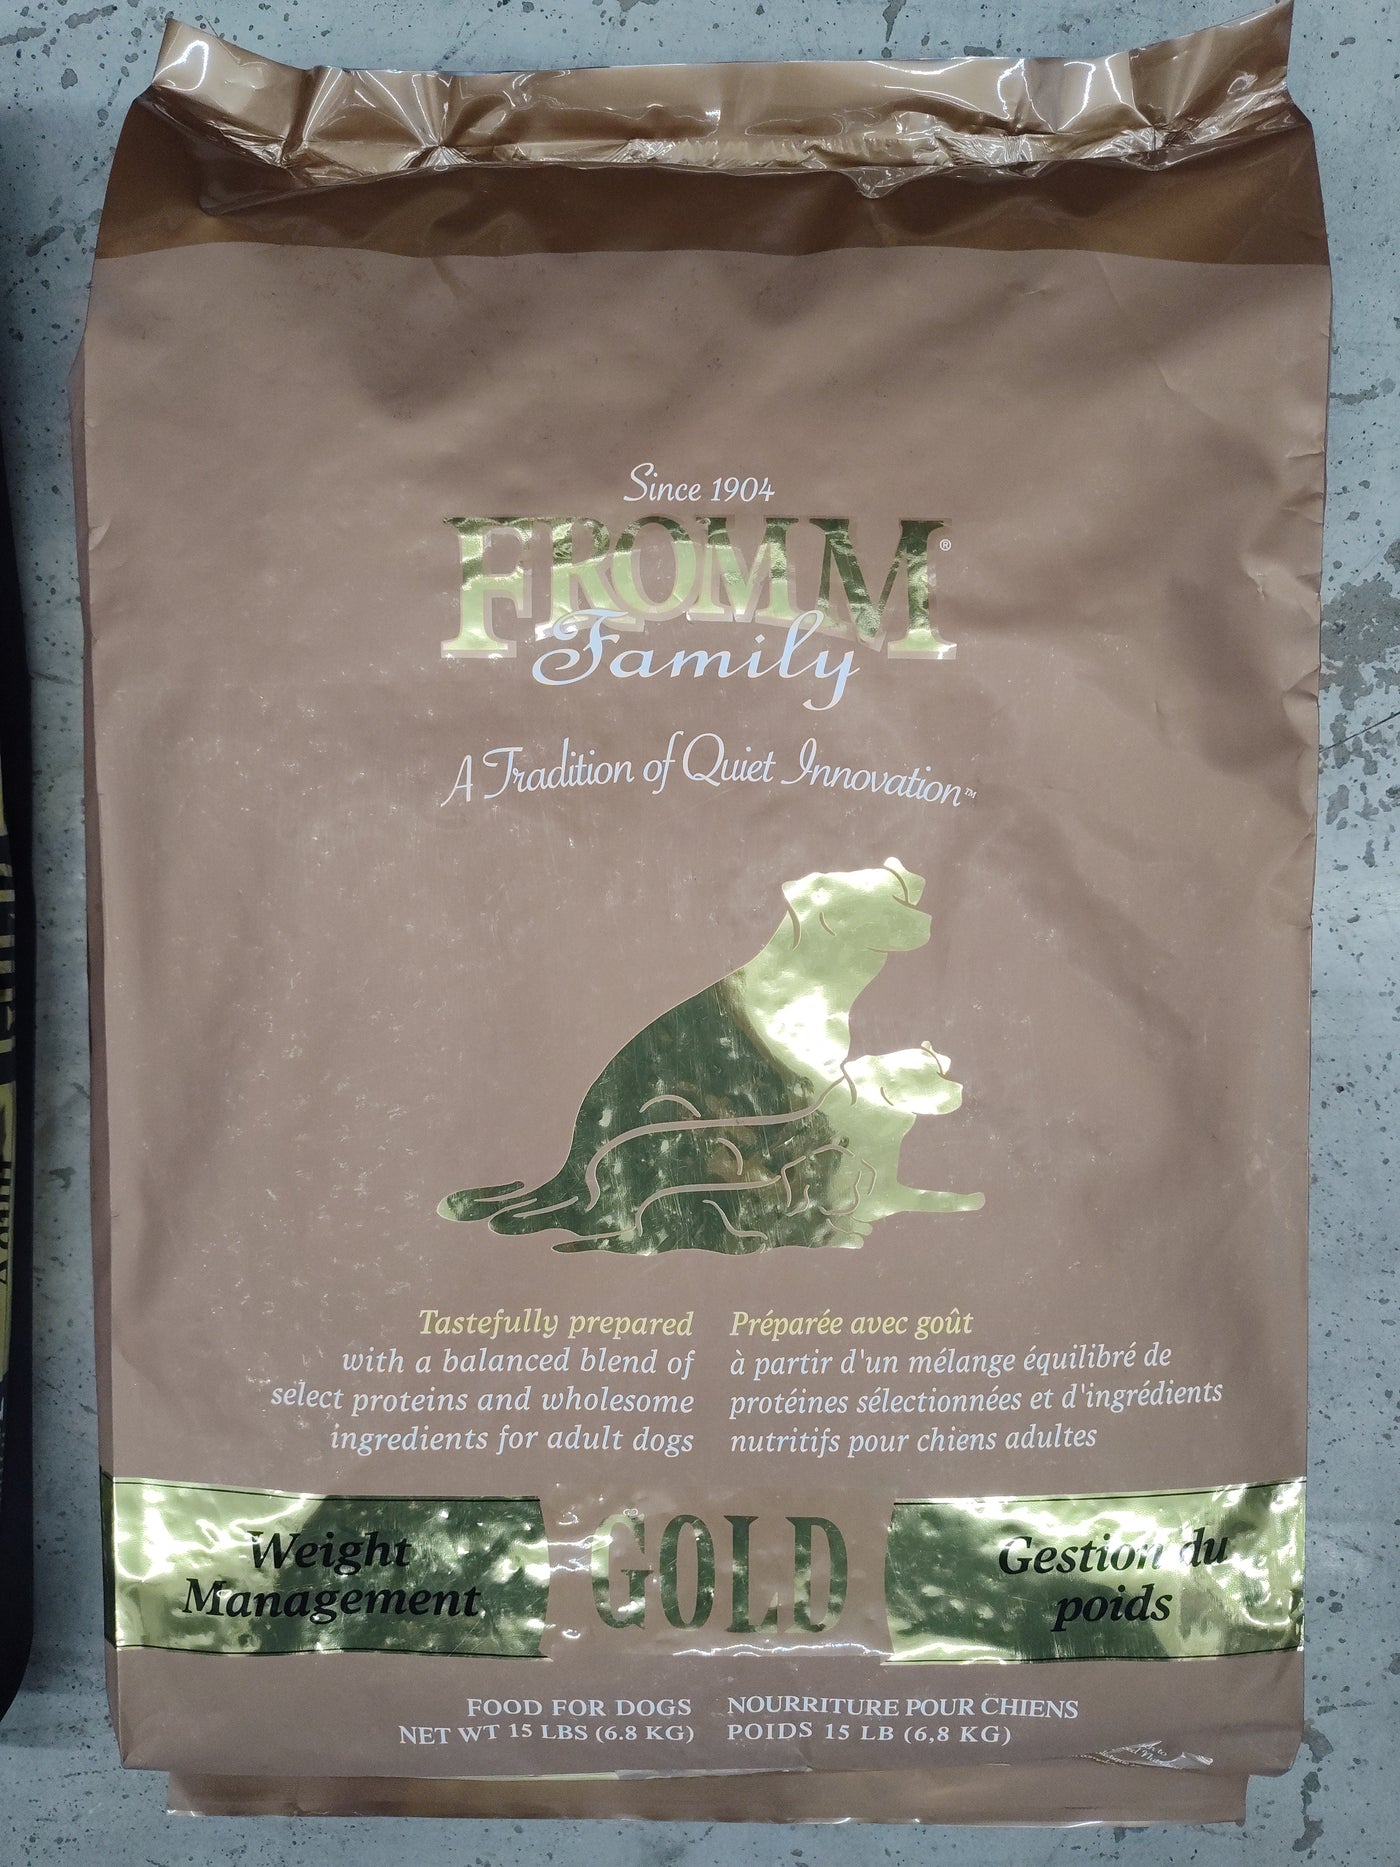 Since 1904
FROMM®
Family
A Tradition of Quiet Innovation™
Tastefully prepared
with a balanced blend of
select proteins and wholesome
ingredients for adult dogs
Préparée avec goût
à partir d'un mélange équilibré de
protéines sélectionnées et d'ingrédients
nutritifs pour chiens adultes
Weight
Management
GOLD
Gestion du
poids
FOOD FOR DOGS
NET WT 15 LBS (6.8 KG)
NOURRITURE POUR CHIENS
POIDS 15 LB (6,8 KG)